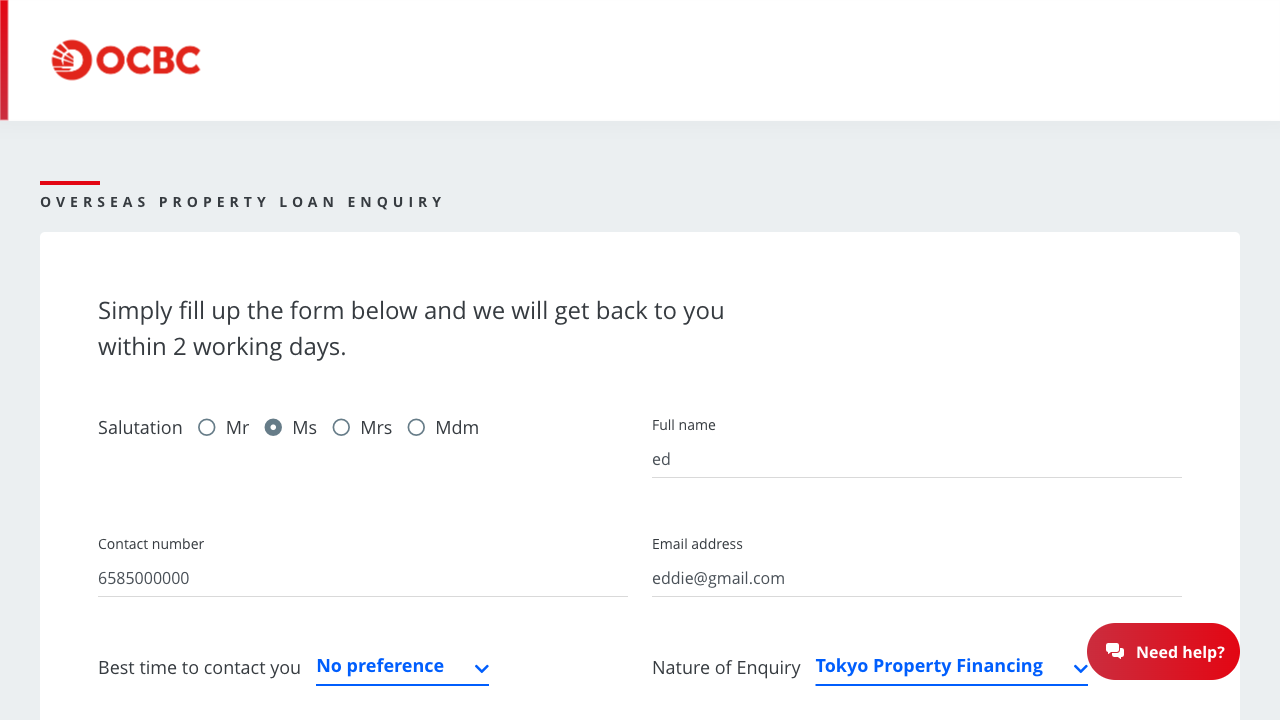 OCBC
OVERSEAS PROPERTY LOAN ENQUIRY
Simply fill up the form below and we will get back to you
within 2 working days.
Salutation Mr Ms Mrs Mdm
Full name
ed
Contact number
6585000000
Email address
eddie@gmail.com
Best time to contact you No preference
Nature of Enquiry Tokyo Property Financing
Need help?